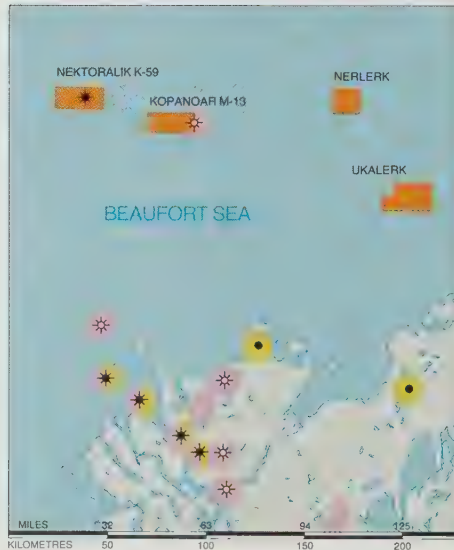 NEKTORALIK K-59
KOPANOAR M-13
NERLERK
UKALERK
BEAUFORT SEA
MILES 32 63 94 125
KILOMETRES 50 100 150 200